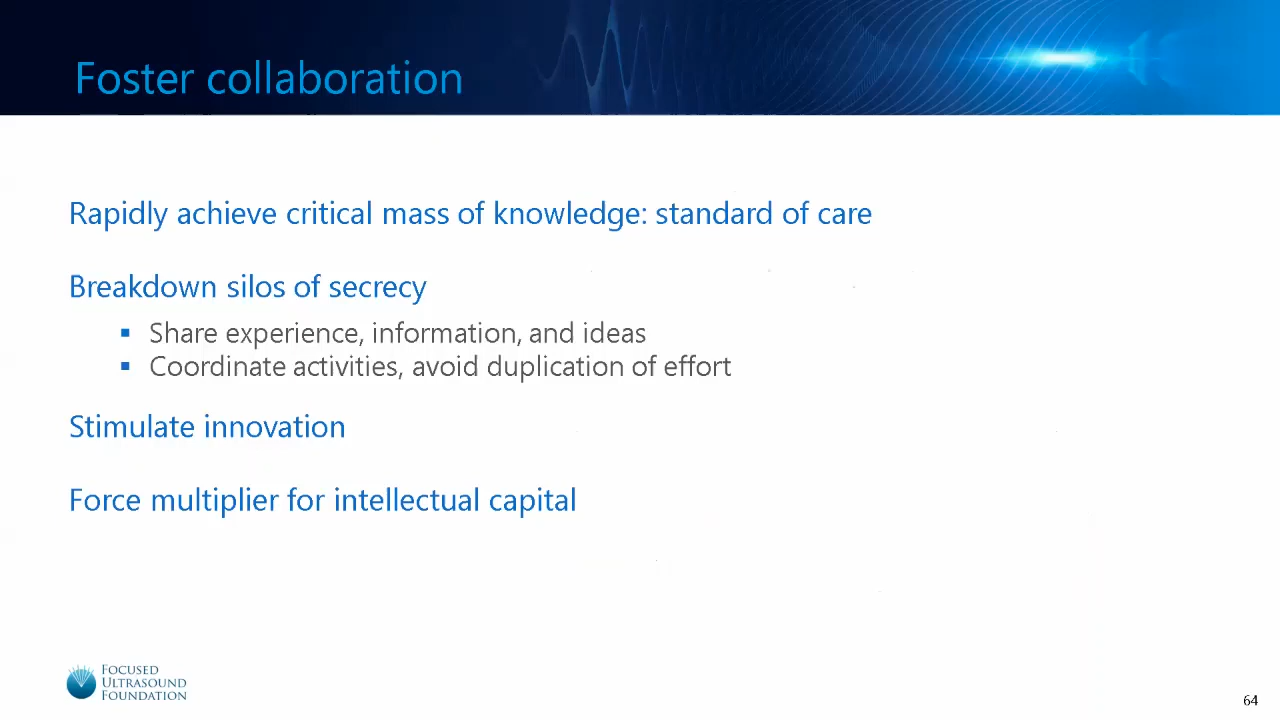 Foster collaboration
Rapidly achieve critical mass of knowledge: standard of care
Breakdown silos of secrecy
▪ Share experience, information, and ideas
▪ Coordinate activities, avoid duplication of effort
Stimulate innovation
Force multiplier for intellectual capital
FOCUSED
ULTRASOUND
FOUNDATION
64